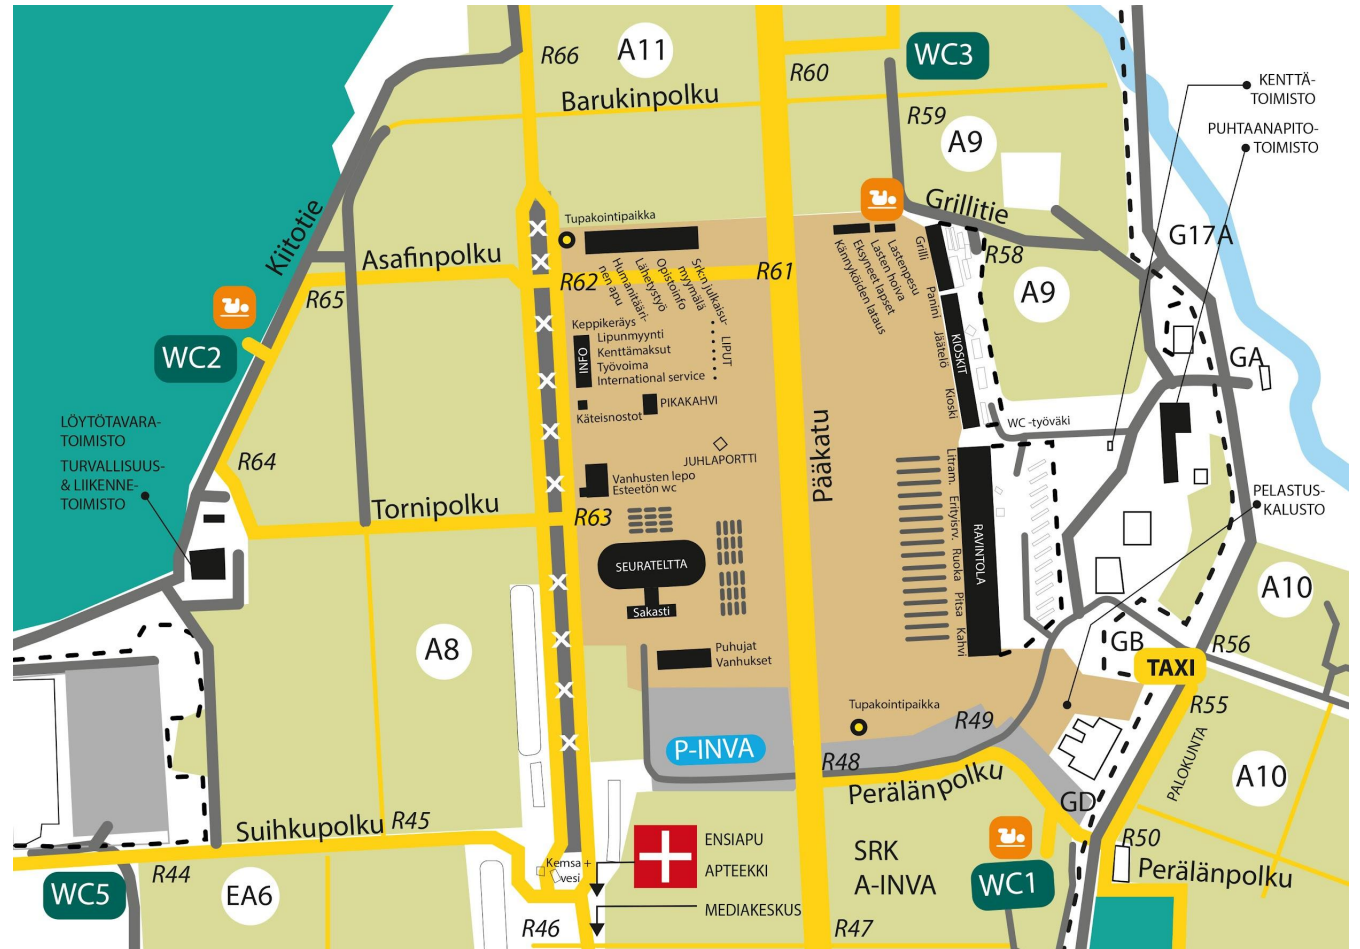 R66
A11
WC3
R60
Barukinpolku
R59
A9
KENTTÄ-
TOIMISTO
PUHTAANAPITO-
TOIMISTO
Kiitotie
Asafinpolku
Tupakointipaikka
Grillitie
G17A
R58
A9
R65
R62
R61
Humanitääri-
nen apu
Lähetystyö
Opistoinfo
Srk:n julkaisu-
myymälä
Lastenpesu
Lasten hoiva
Eksyneet lapset
Kännyköiden lataus
Grilli
Panini
Jäätelö
Kioski
KIOSKIT
WC2
Keppikeräys
INFO
Lipunmyynti
Kenttämaksut
Työvoima
International service
LIPUT
GA
Käteisnostot
PIKAKAHVI
WC -työväki
LÖYTÖTAVARA-
TOIMISTO
TURVALLISUUS-
& LIIKENNE-
TOIMISTO
R64
JUHLAPORTTI
Pääkatu
Vanhusten lepo
Esteetön wc
Tornipolku
R63
Litram.
Erityisrv.
Ruoka
Pitsa
Kahvi
RAVINTOLA
PELASTUS-
KALUSTO
SEURATELTTA
Sakasti
A10
A8
Puhujat
Vanhukset
GB
R56
TAXI
R55
Tupakointipaikka
R49
P-INVA
R48
PALOKUNTA
A10
Perälänpolku
GD
Suihkupolku
R45
R50
ENSIAPU
APTEEKKI
SRK
A-INVA
Perälänpolku
R44
Kemsa +
vesi
WC5
EA6
WC1
MEDIAKESKUS
R46
R47